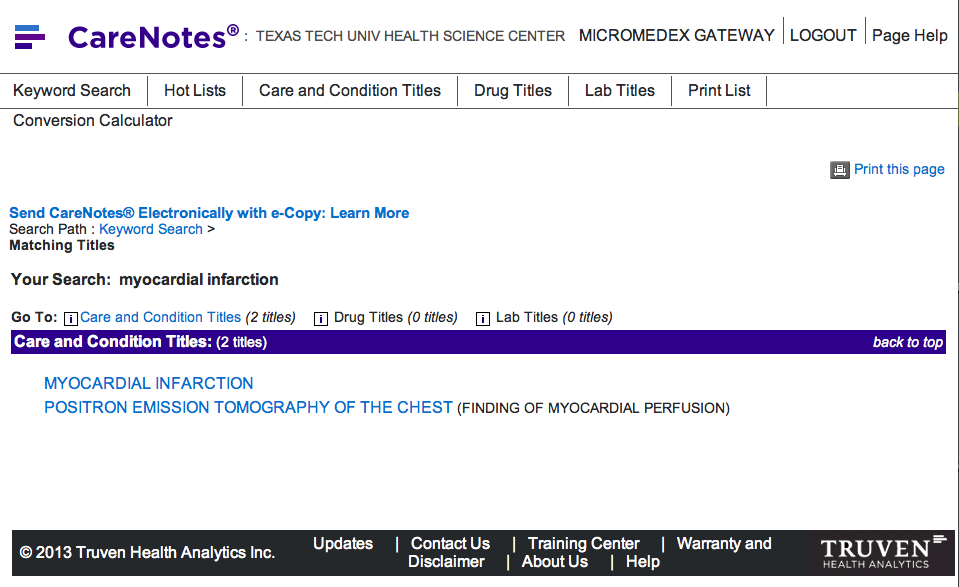 CareNotes® : TEXAS TECH UNIV HEALTH SCIENCE CENTER MICROMEDEX GATEWAY | LOGOUT | Page Help
Keyword Search | Hot Lists | Care and Condition Titles | Drug Titles | Lab Titles | Print List |
Conversion Calculator
Print this page
Send CareNotes® Electronically with e-Copy: Learn More
Search Path : Keyword Search >
Matching Titles
Your Search: myocardial infarction
Go To: i Care and Condition Titles (2 titles) i Drug Titles (0 titles) i Lab Titles (0 titles)
Care and Condition Titles: (2 titles) back to top
MYOCARDIAL INFARCTION
POSITRON EMISSION TOMOGRAPHY OF THE CHEST (FINDING OF MYOCARDIAL PERFUSION)
© 2013 Truven Health Analytics Inc.
Updates | Contact Us | Training Center | Warranty and
Disclaimer | About Us | Help
TRUVEN
HEALTH ANALYTICS